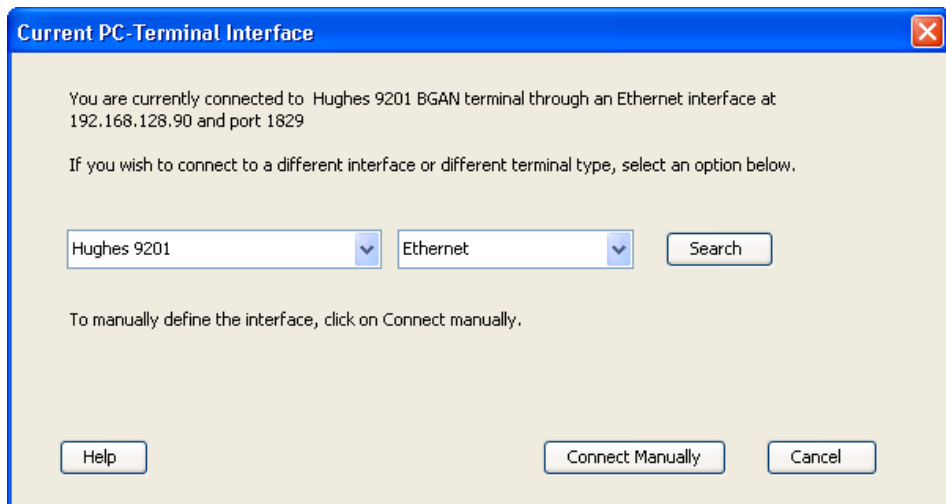 Current PC-Terminal Interface
You are currently connected to  Hughes 9201 BGAN terminal through an Ethernet interface at
192.168.128.90 and port 1829
If you wish to connect to a different interface or different terminal type, select an option below.
Hughes 9201
Ethernet
Search
To manually define the interface, click on Connect manually.
Help
Connect Manually
Cancel